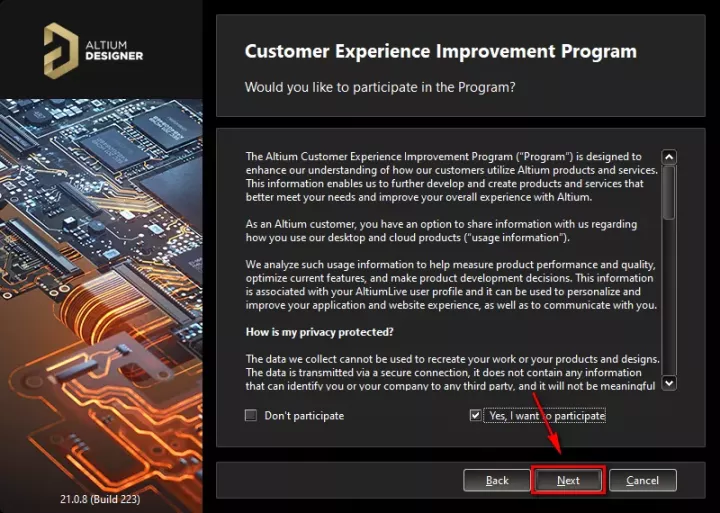 ALTIUM
DESIGNER
Customer Experience Improvement Program
Would you like to participate in the Program?
The Altium Customer Experience Improvement Program ("Program") is designed to
enhance our understanding of how our customers utilize Altium products and services.
This information enables us to further develop and create products and services that
better meet your needs and improve your overall experience with Altium.
As an Altium customer, you have an option to share information with us regarding
how you use our desktop and cloud products ("usage information").
We analyze such usage information to help measure product performance and quality,
optimize current features, and make product development decisions. This information
is associated with your AltiumLive user profile and it can be used to personalize and
improve your application and website experience, as well as to communicate with you.
How is my privacy protected?
The data we collect cannot be used to recreate your work or your products and designs.
The data is transmitted via a secure connection, it does not contain any information
that can identify you or your company to any third party, and it will not be meaningful
Don't participate
Yes, I want to participate
21.0.8 (Build 223)
Back
Next
Cancel